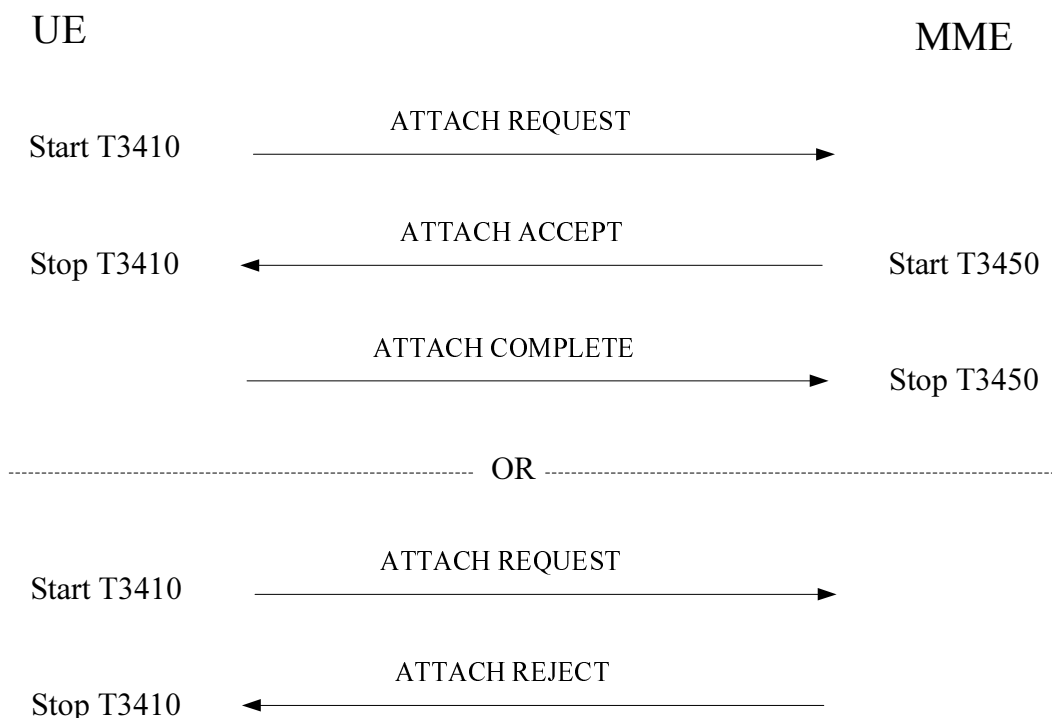 UE
MME
ATTACH REQUEST
Start T3410
ATTACH ACCEPT
Stop T3410
Start T3450
ATTACH COMPLETE
Stop T3450
OR
ATTACH REQUEST
Start T3410
ATTACH REJECT
Stop T3410